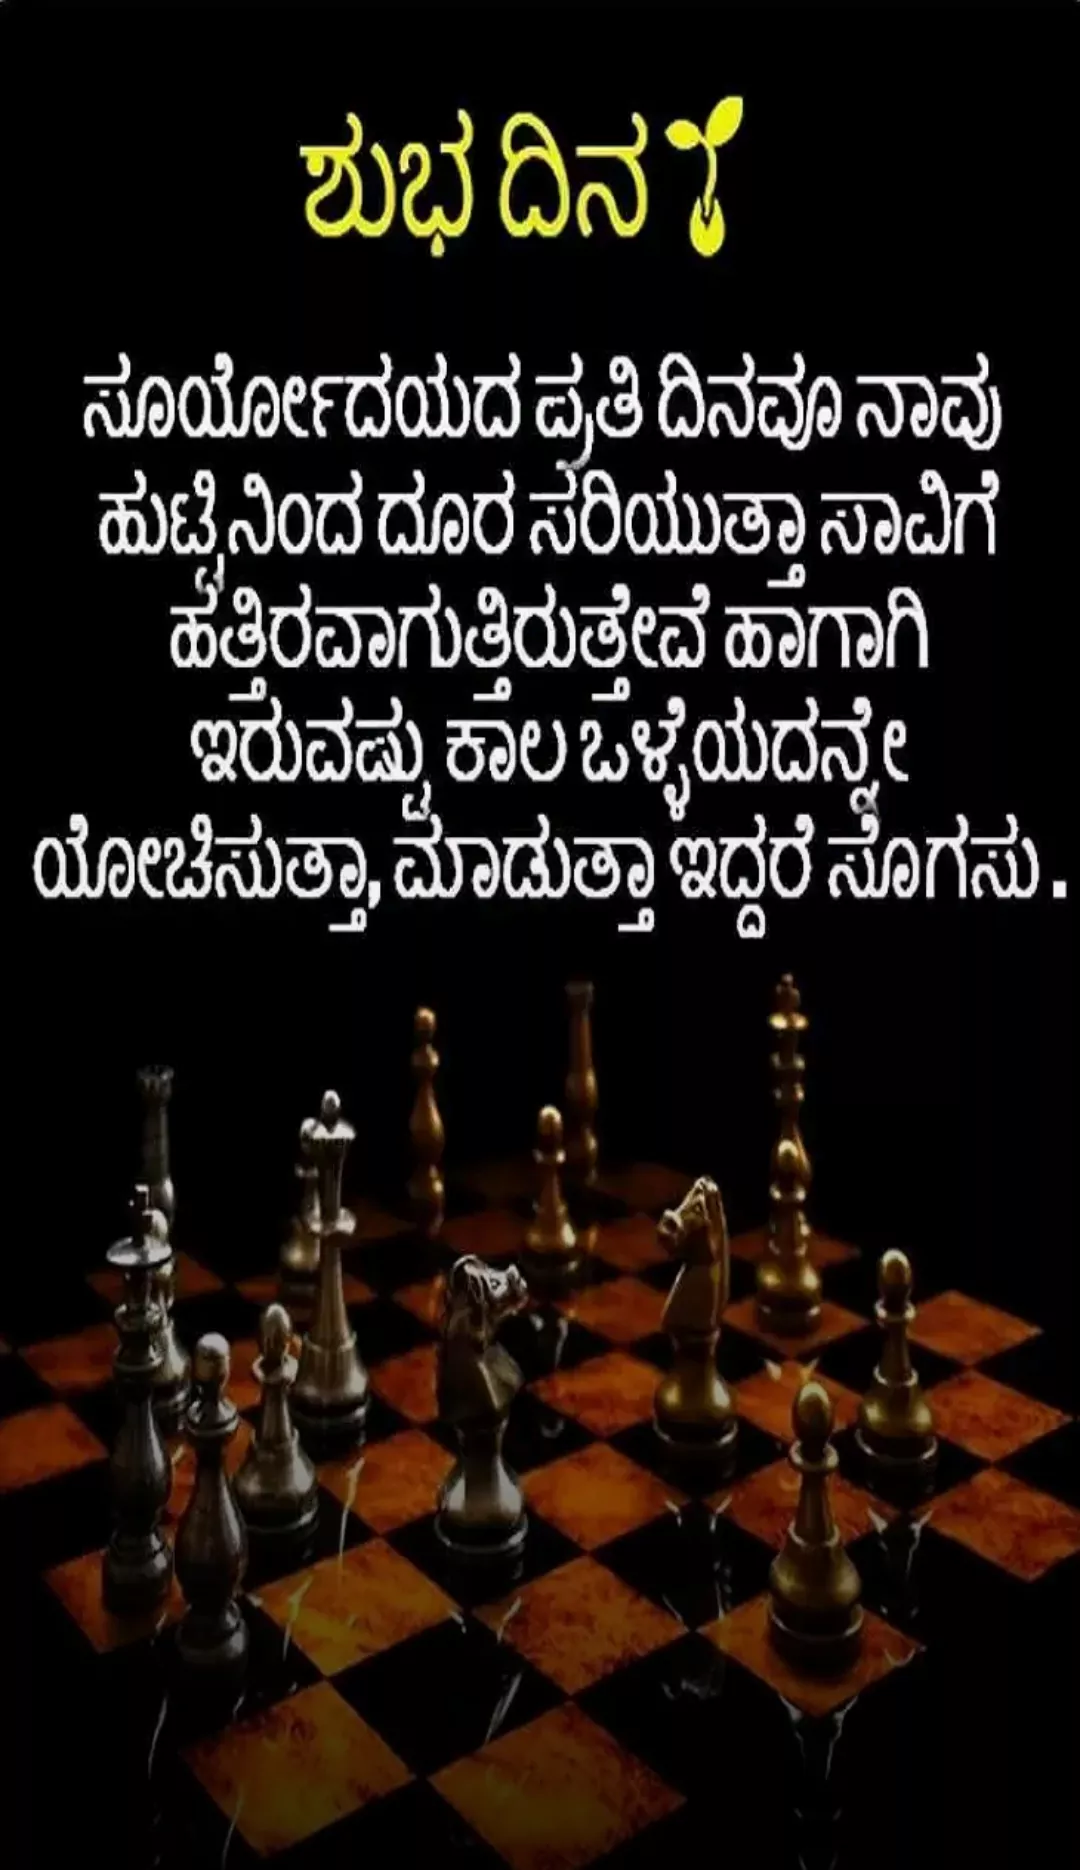 ಶುಭ ದಿನ
ಸೂರ್ಯೋದಯದ ಪ್ರತಿ ದಿನವೂ ನಾವು
ಹುಟ್ಟಿನಿಂದ ದೂರ ಸರಿಯುತ್ತಾ ಸಾವಿಗೆ
ಹತ್ತಿರವಾಗುತ್ತಿರುತ್ತೇವೆ ಹಾಗಾಗಿ
ಇರುವಷ್ಟು ಕಾಲ ಒಳ್ಳೆಯದನ್ನೇ
ಯೋಚಿಸುತ್ತಾ, ಮಾಡುತ್ತಾ ಇದ್ದರೆ ಸೊಗಸು .